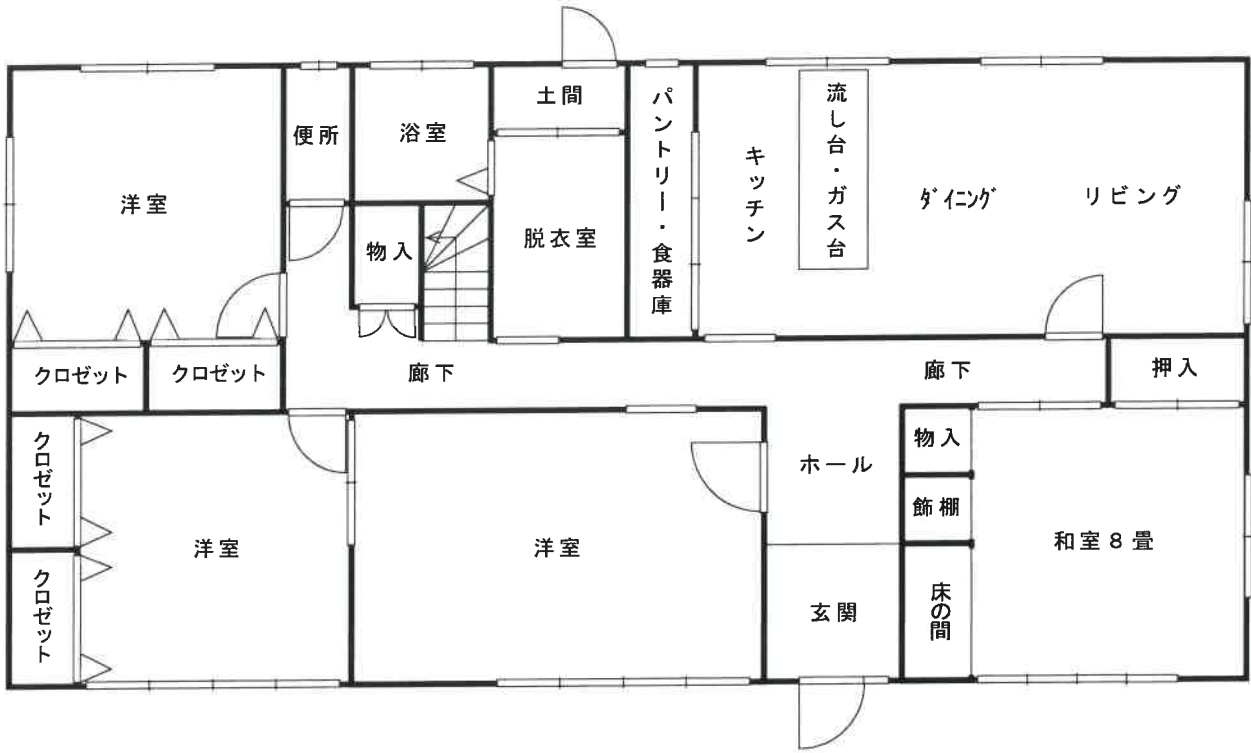 洋室
便所
浴室
土間
パントリー・食器庫
キッチン
流し台・ガス台
ﾀﾞｲﾆﾝｸﾞ
リビング
物入
脱衣室
クロゼット
クロゼット
廊下
廊下
押入
クロゼット
クロゼット
洋室
洋室
ホール
玄関
物入
飾棚
床の間
和室８畳